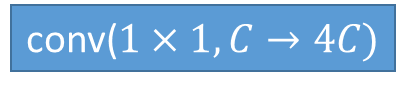 conv(1 × 1, C → 4C)